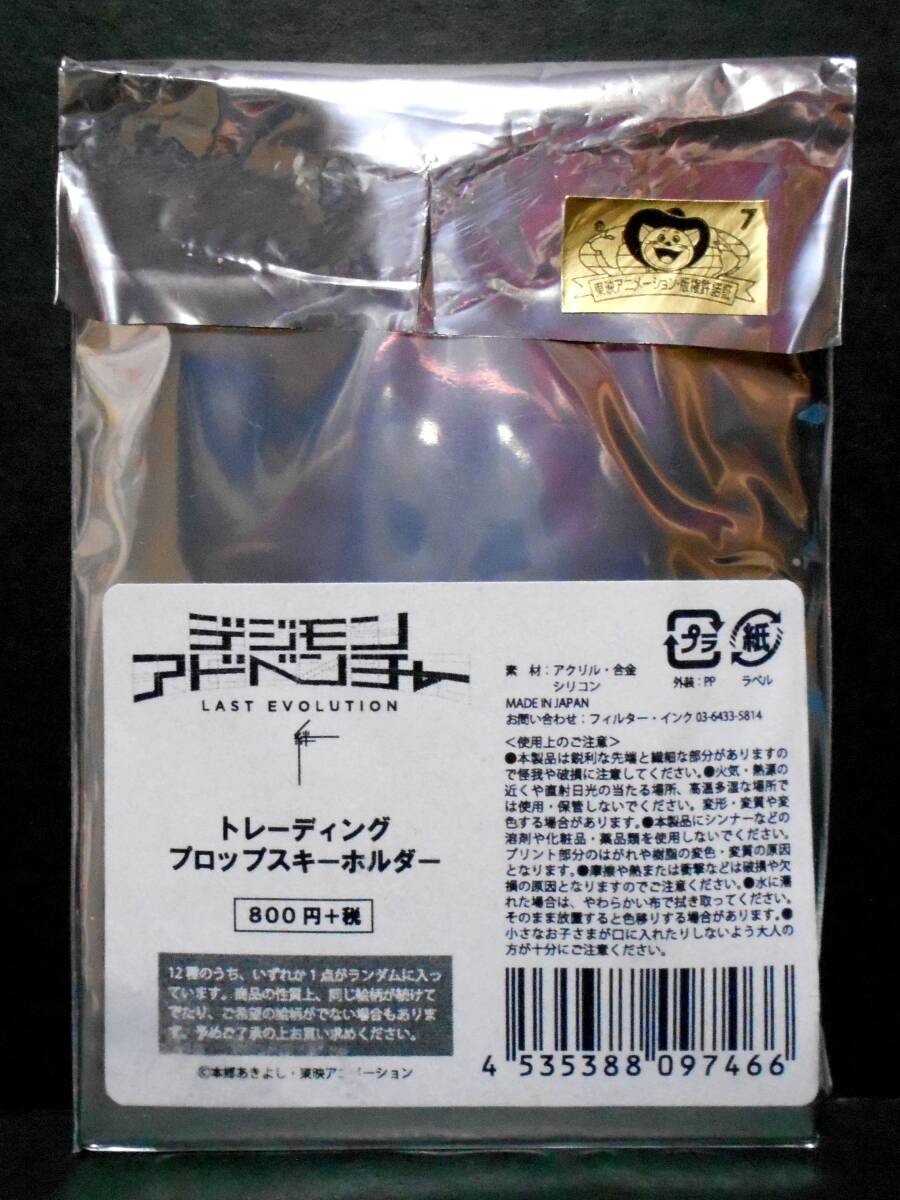 7
東映アニメーション・版権許諾証
デジモン
アドベンチャー
LAST EVOLUTION
絆
トレーディング
プロップスキーホルダー
800円+税
12種のうち、いずれか1点がランダムに入っ
ています。商品の性質上、同じ絵柄が続けて
でたり、ご希望の絵柄がでない場合もありま
す。予めご了承の上お買い求めください。
©本郷あきよし・東映アニメーション
プラ
紙
外装:PP
ラベル
素 材:アクリル・合金
シリコン
MADE IN JAPAN
お問い合わせ:フィルター・インク 03-6433-5814
<使用上のご注意>
●本製品は鋭利な先端と繊細な部分がありますの
で怪我や破損に注意してください。●火気・熱源の
近くや直射日光の当たる場所、高温多湿な場所で
は使用・保管しないでください。変形・変質や変
色する場合があります。●本製品にシンナーなどの
溶剤や化粧品・薬品類を使用しないでください。
プリント部分のはがれや樹脂の変色・変質の原因
となります。●摩擦や熱または衝撃などは破損や欠
損の原因となりますのでご注意ください。●水に濡
れた場合は、やわらかい布で拭き取ってください。
そのまま放置すると色移りする場合があります。●
小さなお子さまが口に入れたりしないよう大人の
方が十分にご注意ください。
4 535388 097466